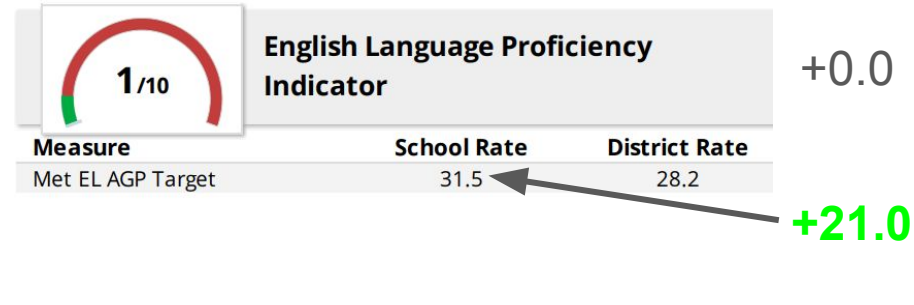 1/10
English Language Proficiency
Indicator
+0.0
Measure School Rate District Rate
Met EL AGP Target 31.5 28.2
+21.0